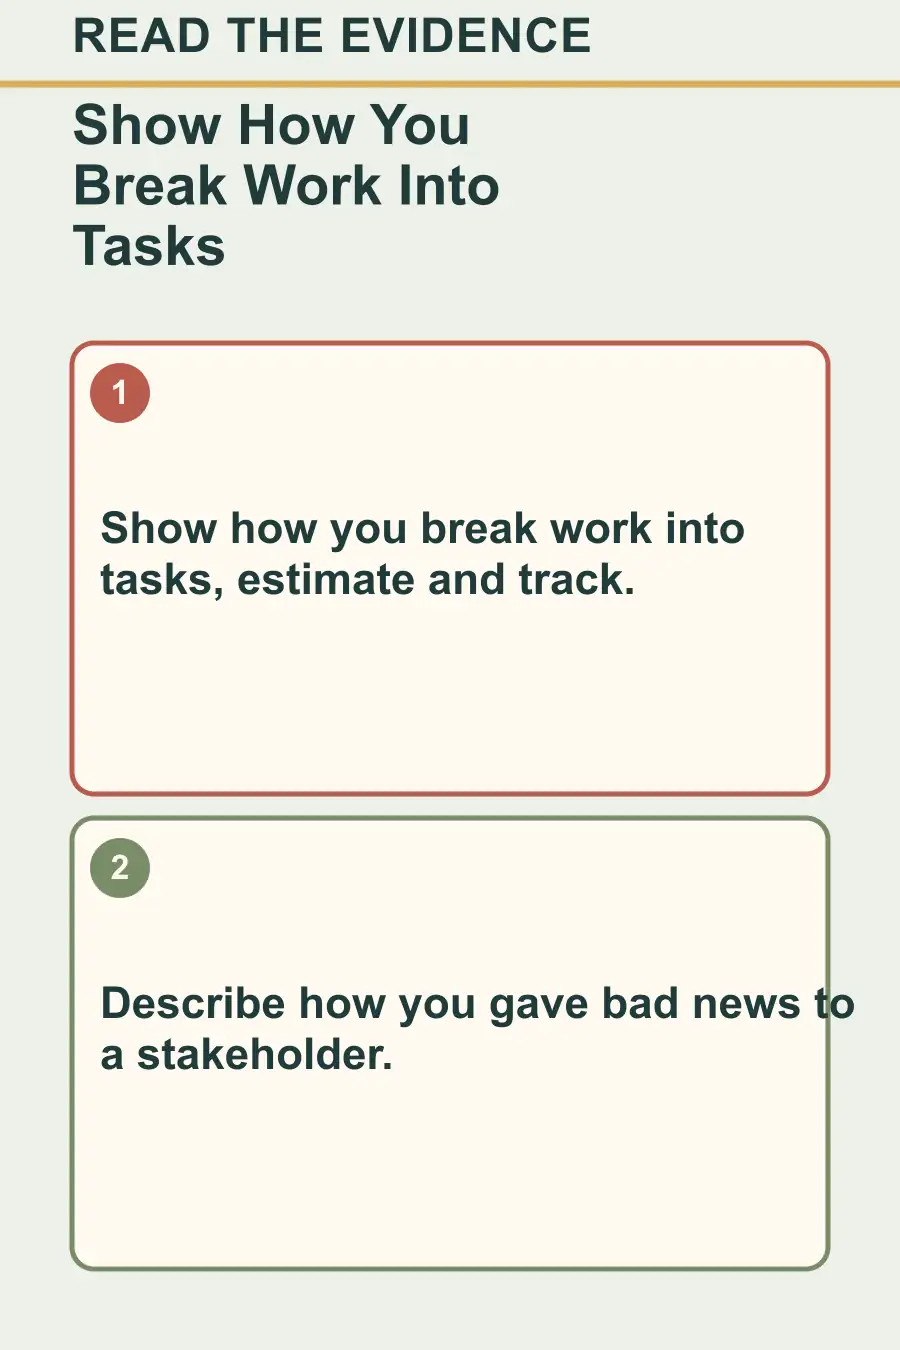 READ THE EVIDENCE
Show How You
Break Work Into
Tasks
1
Show how you break work into
tasks, estimate and track.
2
Describe how you gave bad news to
a stakeholder.